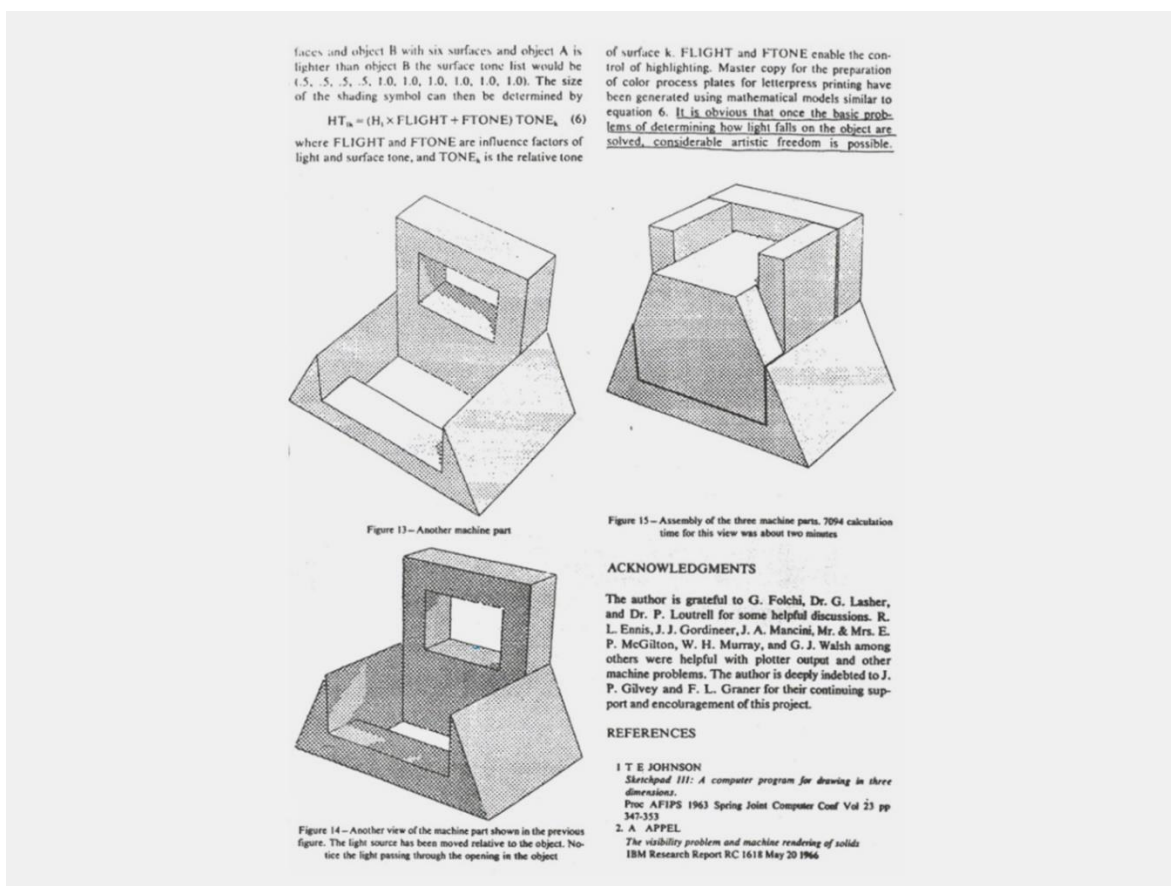 faces and object B with six surfaces and object A is
lighter than object B the surface tone list would be
(.5, .5, .5, .5, 1.0, 1.0, 1.0, 1.0, 1.0, 1.0). The size
of the shading symbol can then be determined by
HTᵢₖ = (Hᵢ × FLIGHT + FTONE) TONEₖ (6)
where FLIGHT and FTONE are influence factors of
light and surface tone, and TONEₖ is the relative tone
Figure 13—Another machine part
Figure 14—Another view of the machine part shown in the previous
figure. The light source has been moved relative to the object. No-
tice the light passing through the opening in the object
of surface k. FLIGHT and FTONE enable the con-
trol of highlighting. Master copy for the preparation
of color process plates for letterpress printing have
been generated using mathematical models similar to
equation 6. It is obvious that once the basic prob-
lems of determining how light falls on the object are
solved, considerable artistic freedom is possible.
Figure 15—Assembly of the three machine parts. 7094 calculation
time for this view was about two minutes
ACKNOWLEDGMENTS
The author is grateful to G. Folchi, Dr. G. Lasher,
and Dr. P. Loutrell for some helpful discussions. R.
L. Ennis, J. J. Gordineer, J. A. Mancini, Mr. & Mrs. E.
P. McGilton, W. H. Murray, and G. J. Walsh among
others were helpful with plotter output and other
machine problems. The author is deeply indebted to J.
P. Gilvey and F. L. Graner for their continuing sup-
port and encouragement of this project.
REFERENCES
1 T E JOHNSON
Sketchpad III: A computer program for drawing in three
dimensions.
Proc AFIPS 1963 Spring Joint Computer Conf Vol 23 pp
347-353
2. A APPEL
The visibility problem and machine rendering of solids
IBM Research Report RC 1618 May 20 1966